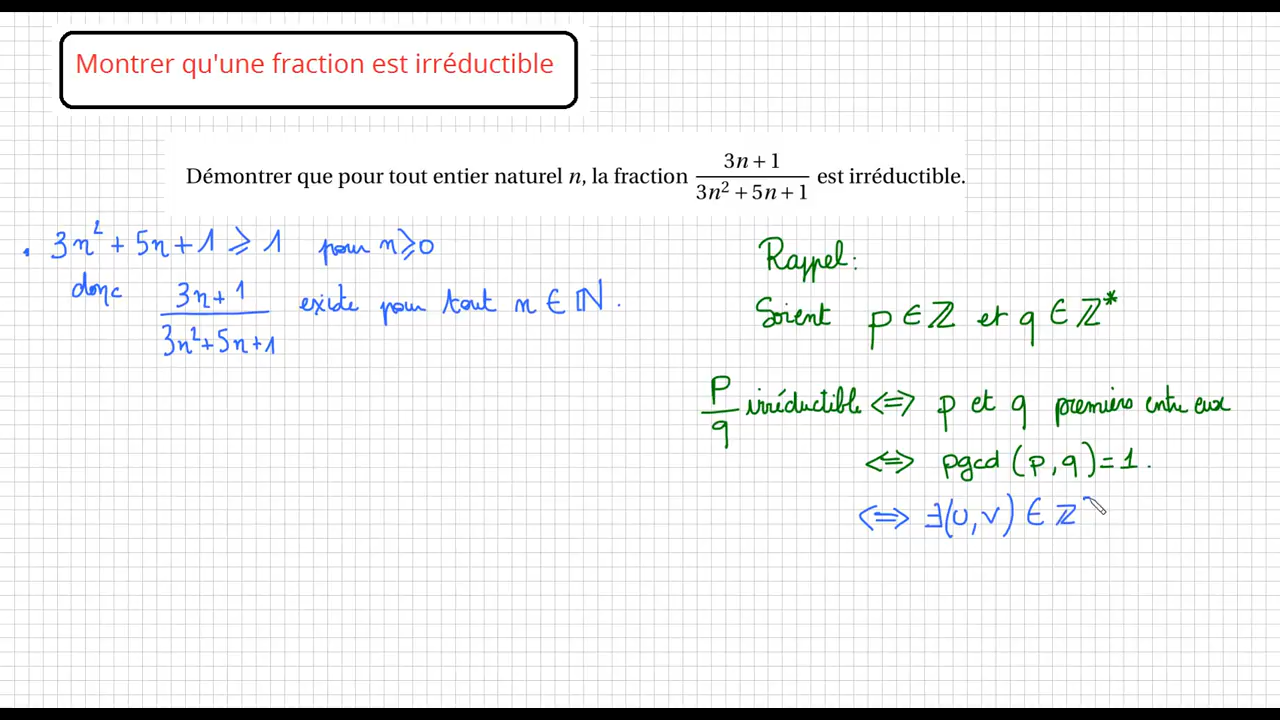 Montrer qu'une fraction est irréductible
Démontrer que pour tout entier naturel n, la fraction (3n + 1)/(3n² + 5n + 1) est irréductible.
. 3n² + 5n + 1 ⩾ 1 pour n ⩾ 0
donc (3n+1)/(3n²+5n+1) existe pour tout n ∈ ℕ.
Rappel:
Soient p ∈ ℤ et q ∈ ℤ*
p/q irréductible ⇔ p et q premiers entre eux
⇔ pgcd (p, q) = 1.
⇔ ∃(u, v) ∈ ℤ